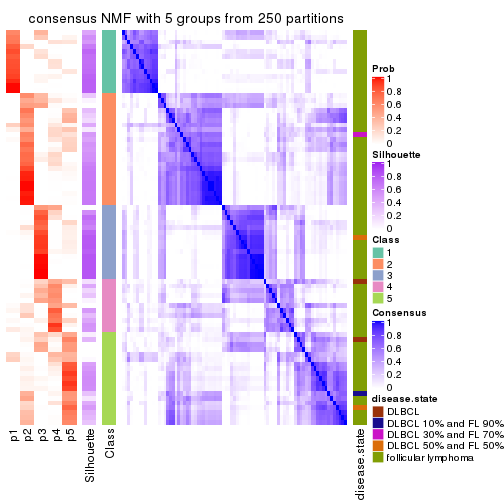 consensus NMF with 5 groups from 250 partitions
Prob
1
0.8
0.6
0.4
0.2
0
Silhouette
1
0.8
0.6
0.4
0.2
0
Class
1
2
3
4
5
Consensus
1
0.8
0.6
0.4
0.2
0
disease.state
DLBCL
DLBCL 10% and FL 90%
DLBCL 30% and FL 70%
DLBCL 50% and FL 50%
follicular lymphoma
p1
p2
p3
p4
p5
Silhouette
Class
disease.state